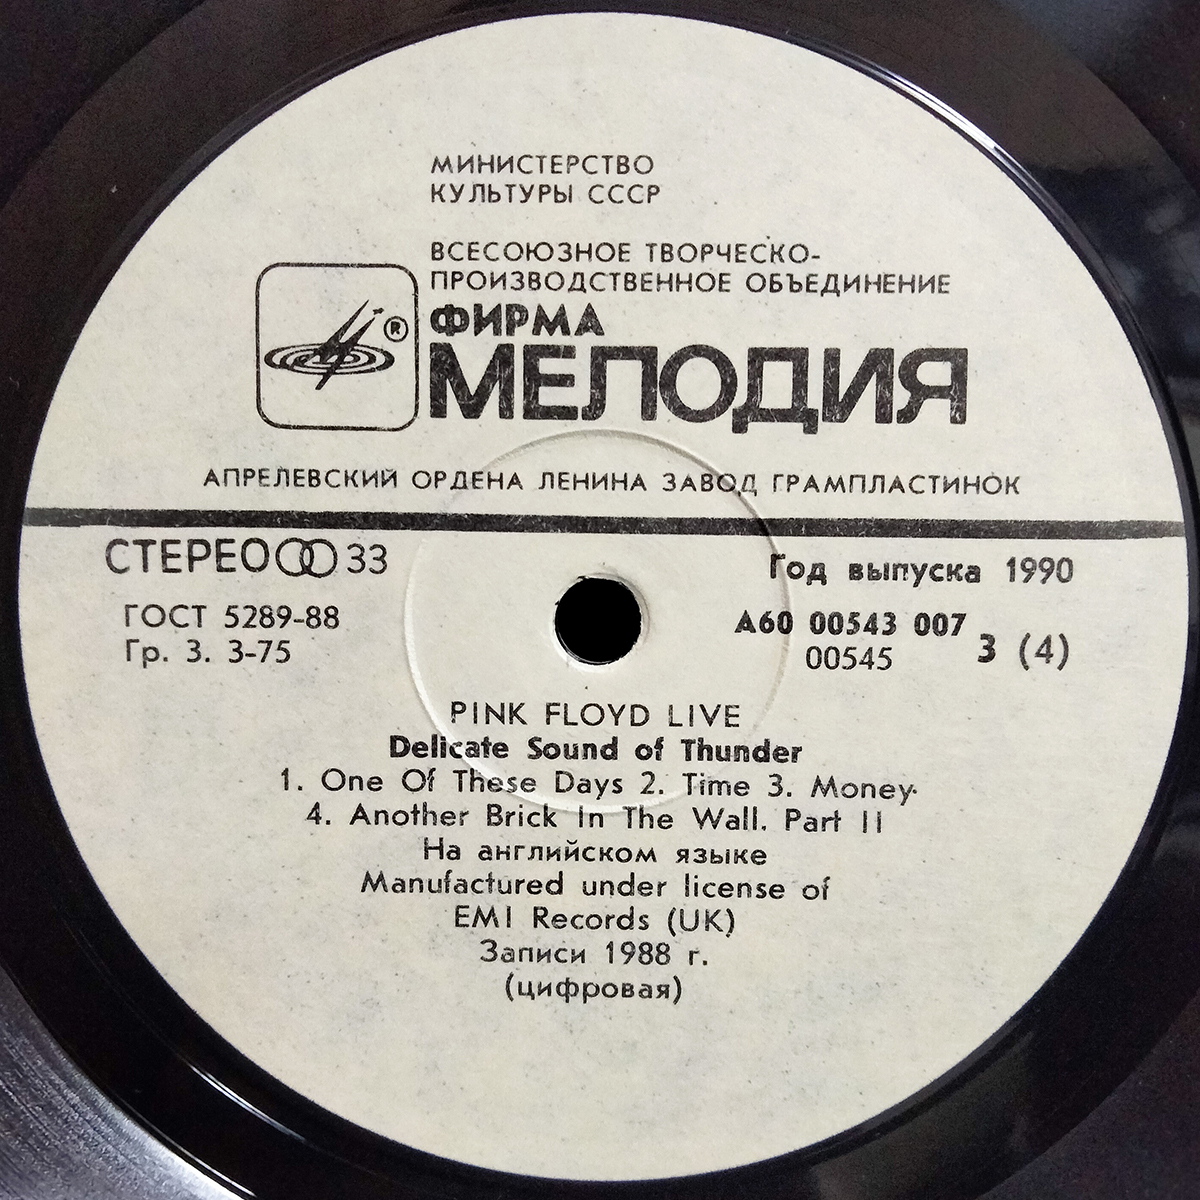 МИНИСТЕРСТВО
КУЛЬТУРЫ СССР
ВСЕСОЮЗНОЕ ТВОРЧЕСКО-
ПРОИЗВОДСТВЕННОЕ ОБЪЕДИНЕНИЕ
®
ФИРМА
МЕЛОДИЯ
АПРЕЛЕВСКИЙ ОРДЕНА ЛЕНИНА ЗАВОД ГРАМПЛАСТИНОК
СТЕРЕО 33
ГОСТ 5289-88
Гр. 3. 3-75
Год выпуска 1990
А60 00543 007
00545
3 (4)
PINK FLOYD LIVE
Delicate Sound of Thunder
1. One Of These Days 2. Time 3. Money
4. Another Brick In The Wall. Part II
На английском языке
Manufactured under license of
EMI Records (UK)
Записи 1988 г.
(цифровая)